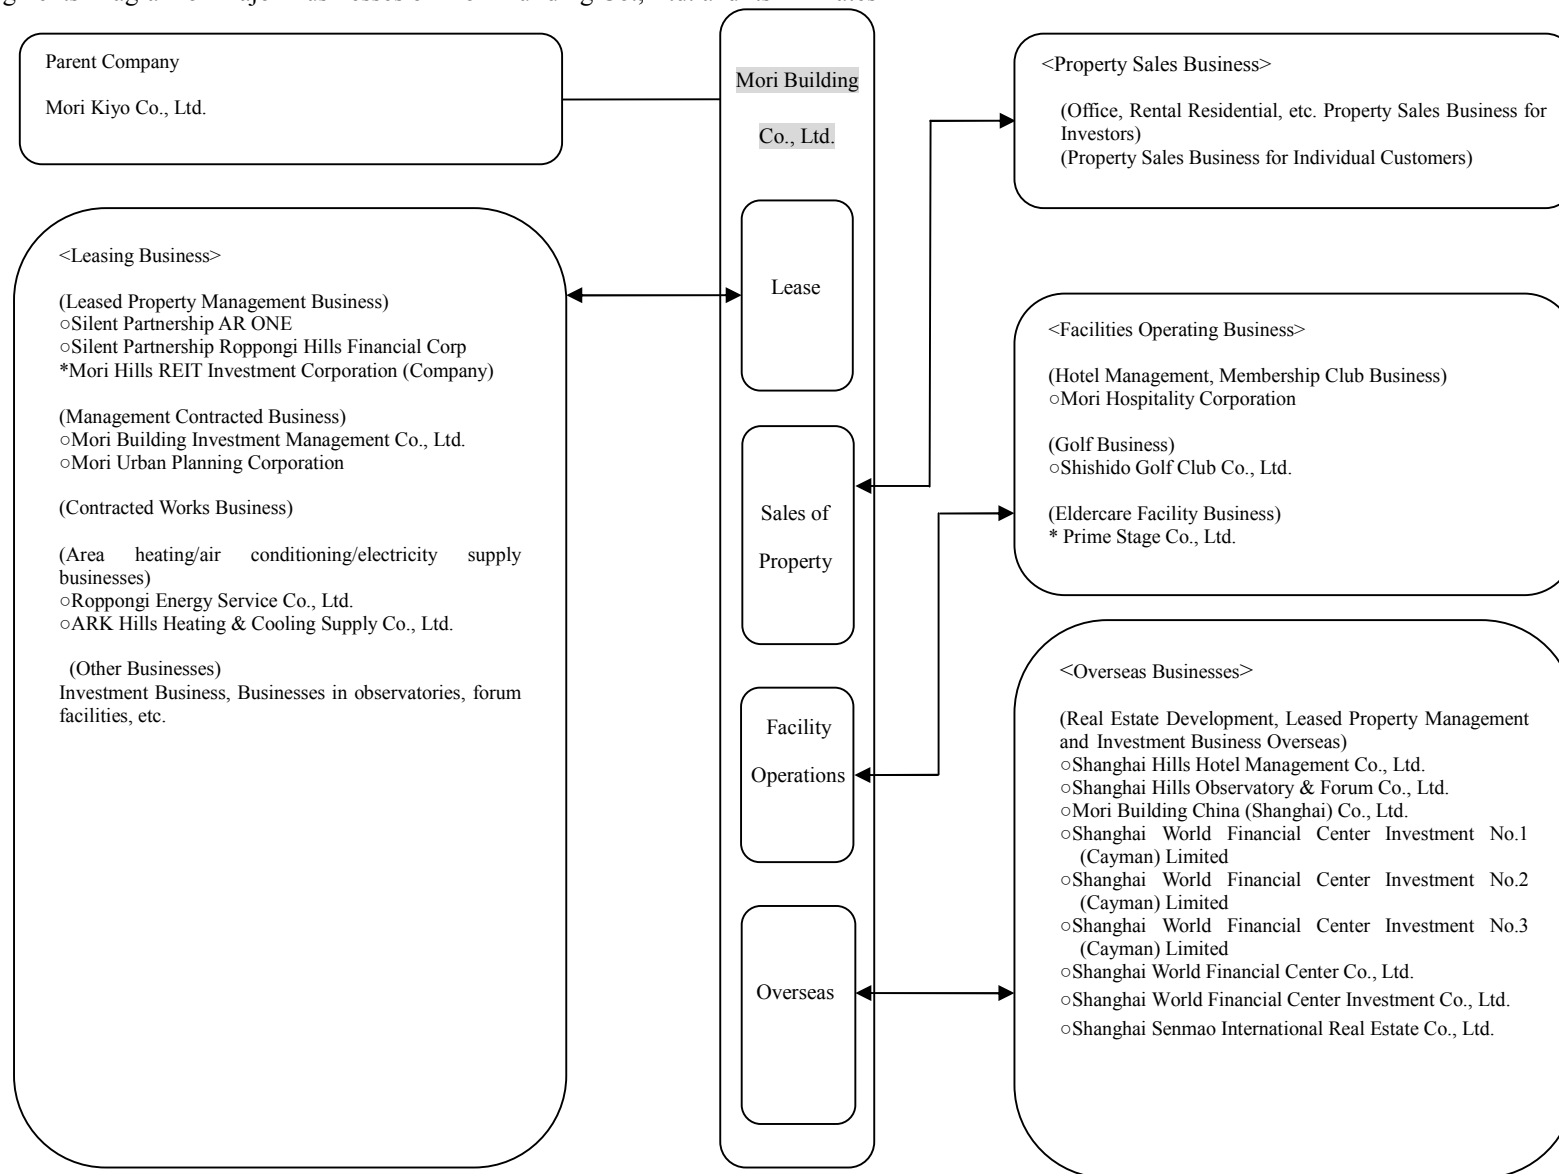 Parent Company
Mori Kiyo Co., Ltd.
<Leasing Business>
(Leased Property Management Business)
○Silent Partnership AR ONE
○Silent Partnership Roppongi Hills Financial Corp
*Mori Hills REIT Investment Corporation (Company)
(Management Contracted Business)
○Mori Building Investment Management Co., Ltd.
○Mori Urban Planning Corporation
(Contracted Works Business)
(Area heating/air conditioning/electricity supply
businesses)
○Roppongi Energy Service Co., Ltd.
○ARK Hills Heating & Cooling Supply Co., Ltd.
(Other Businesses)
Investment Business, Businesses in observatories, forum
facilities, etc.
Mori Building
Co., Ltd.
Lease
Sales of
Property
Facility
Operations
Overseas
<Property Sales Business>
(Office, Rental Residential, etc. Property Sales Business for
Investors)
(Property Sales Business for Individual Customers)
<Facilities Operating Business>
(Hotel Management, Membership Club Business)
○Mori Hospitality Corporation
(Golf Business)
○Shishido Golf Club Co., Ltd.
(Eldercare Facility Business)
* Prime Stage Co., Ltd.
<Overseas Businesses>
(Real Estate Development, Leased Property Management
and Investment Business Overseas)
○Shanghai Hills Hotel Management Co., Ltd.
○Shanghai Hills Observatory & Forum Co., Ltd.
○Mori Building China (Shanghai) Co., Ltd.
○Shanghai World Financial Center Investment No.1
(Cayman) Limited
○Shanghai World Financial Center Investment No.2
(Cayman) Limited
○Shanghai World Financial Center Investment No.3
(Cayman) Limited
○Shanghai World Financial Center Co., Ltd.
○Shanghai World Financial Center Investment Co., Ltd.
○Shanghai Senmao International Real Estate Co., Ltd.